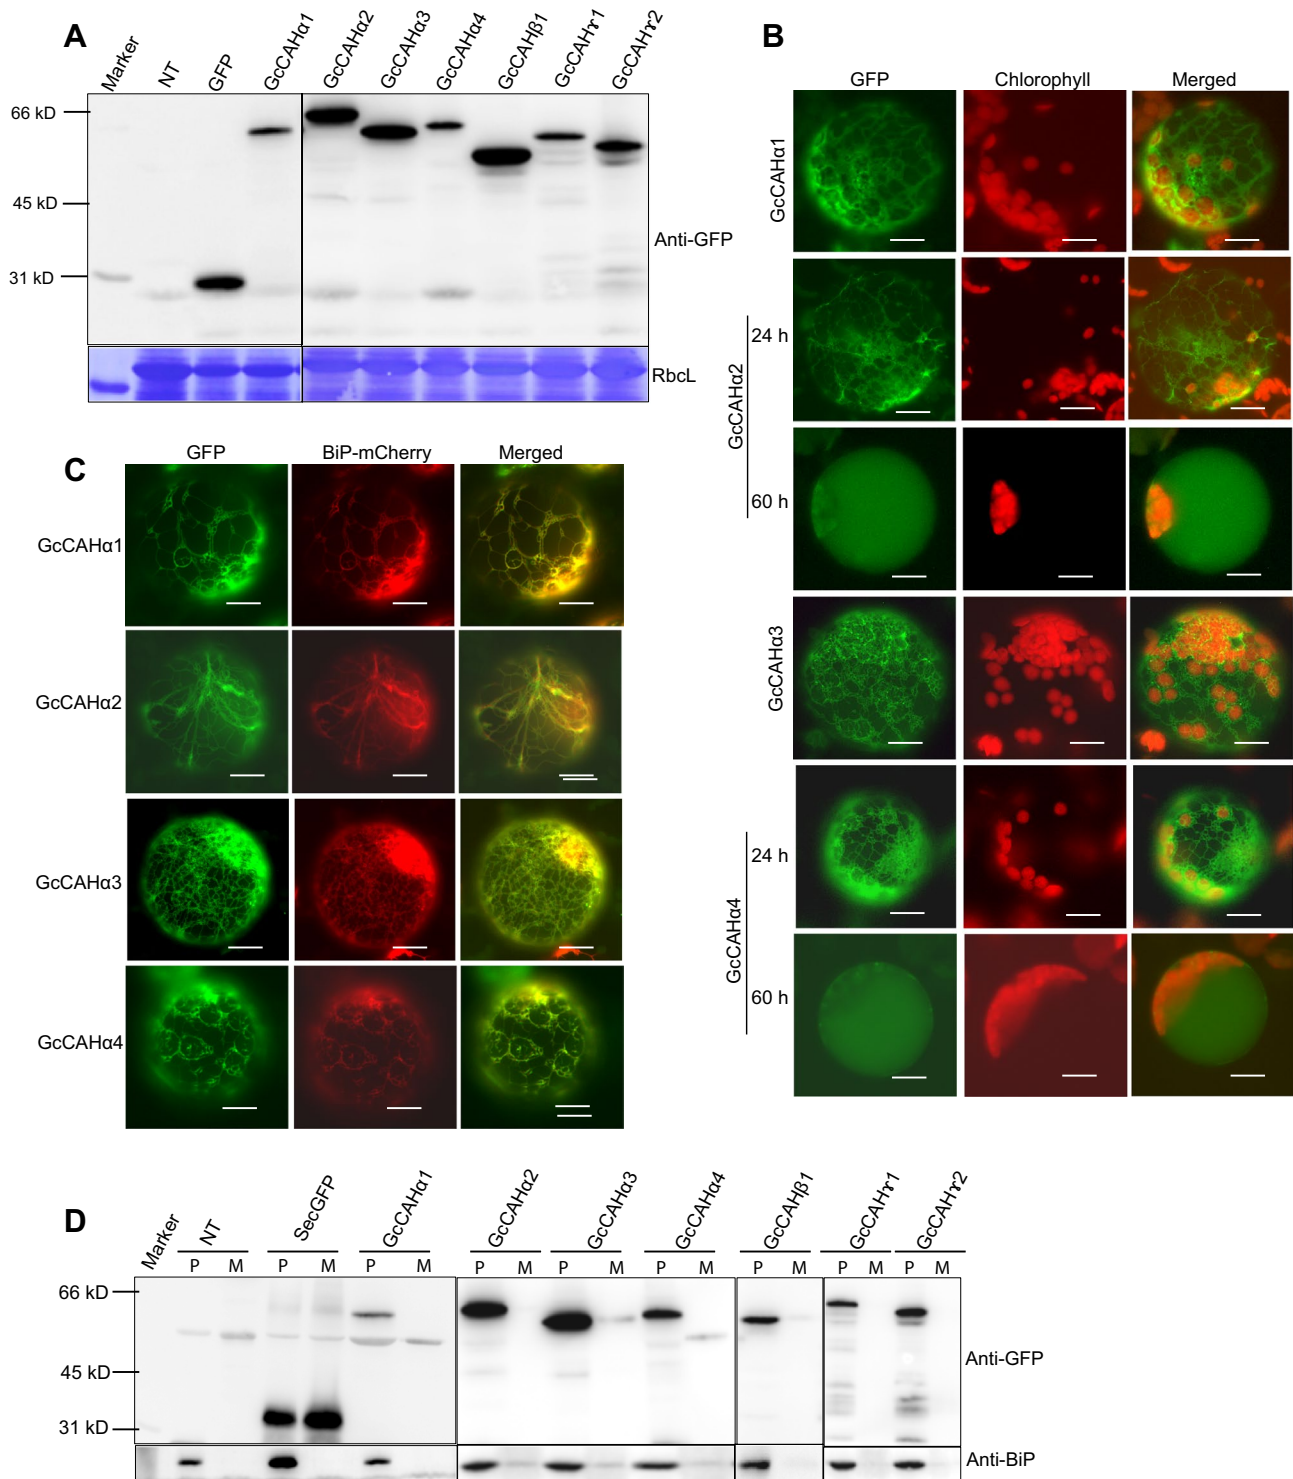 A
Marker
NT
GFP
GcCAHα1
GcCAHα2
GcCAHα3
GcCAHα4
GcCAHβ1
GcCAHɤ1
GcCAHɤ2
66 kD
45 kD
31 kD
Anti-GFP
RbcL
B
GFP Chlorophyll Merged
GcCAHα1
GcCAHα2
24 h
60 h
GcCAHα3
GcCAHα4
24 h
60 h
C
GFP BiP-mCherry Merged
GcCAHα1
GcCAHα2
GcCAHα3
GcCAHα4
D
Marker
NT
SecGFP
GcCAHα1
GcCAHα2
GcCAHα3
GcCAHα4
GcCAHβ1
GcCAHɤ1
GcCAHɤ2
P M P M P M P M P M P M P M P M P M
66 kD
45 kD
31 kD
Anti-GFP
Anti-BiP